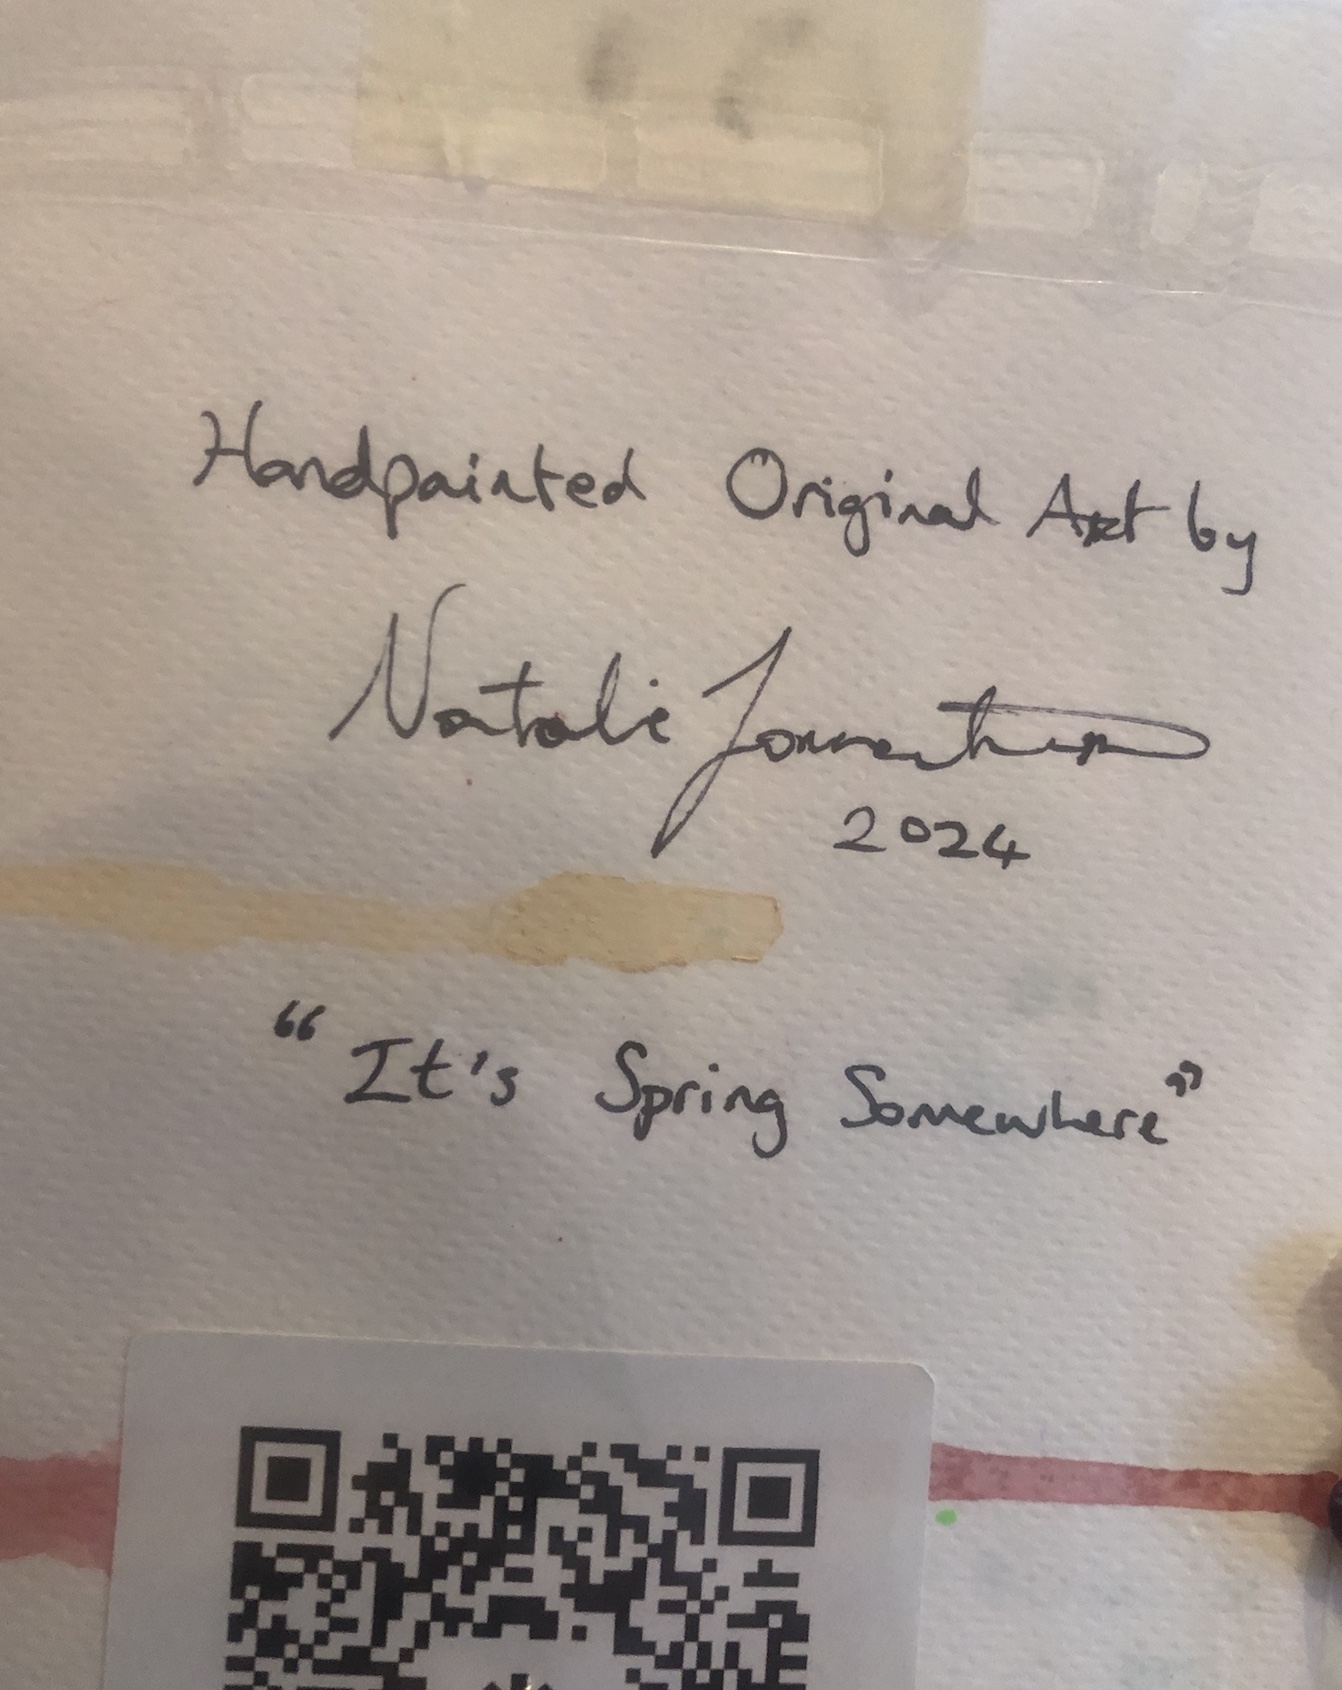 Handpainted Original Art by
Natalie
2024
“It's Spring Somewhere”